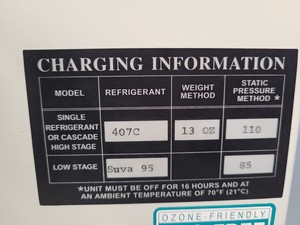 CHARGING INFORMATION
MODEL REFRIGERANT WEIGHT METHOD STATIC PRESSURE METHOD *
SINGLE REFRIGERANT OR CASCADE HIGH STAGE 407C 13 OZ 110
LOW STAGE Suva 95 85
*UNIT MUST BE OFF FOR 16 HOURS AND AT
AN AMBIENT TEMPERATURE OF 70°F (21°C)
OZONE-FRIENDLY